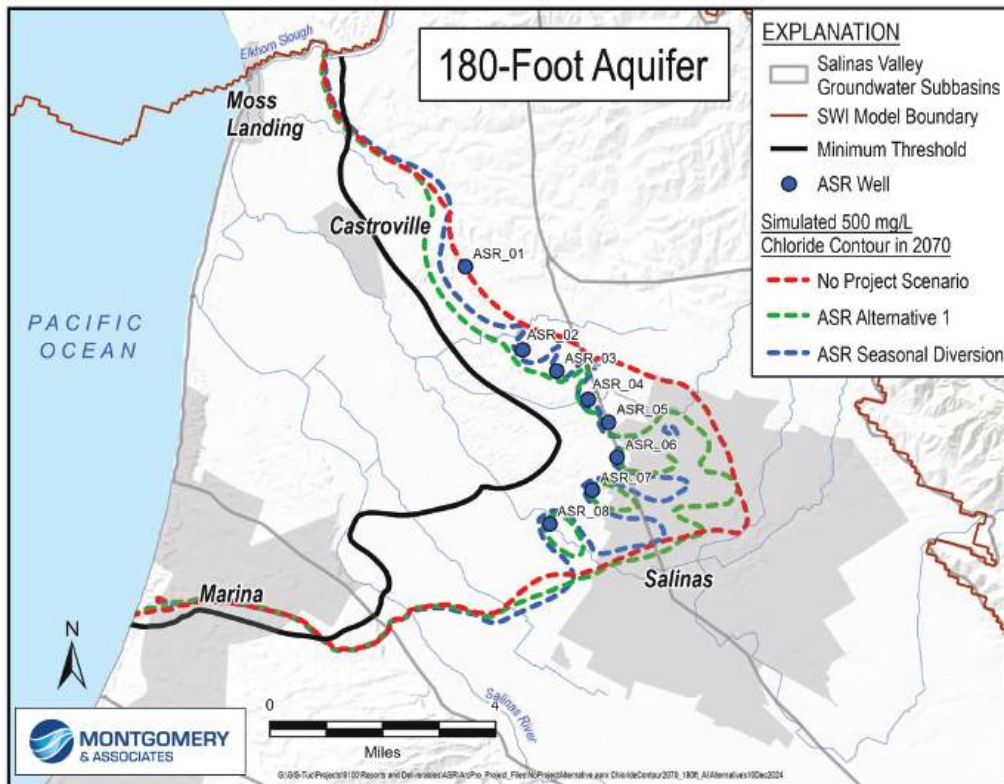 180-Foot Aquifer
EXPLANATION
Salinas Valley
Groundwater Subbasins
SWI Model Boundary
Minimum Threshold
ASR Well
Simulated 500 mg/L
Chloride Contour in 2070
No Project Scenario
ASR Alternative 1
ASR Seasonal Diversion
Elkhorn Slough
Moss
Landing
Castroville
ASR_01
PACIFIC
OCEAN
ASR_02
ASR_03
ASR_04
ASR_05
ASR_06
ASR_07
ASR_08
Salinas
Marina
N
0
4
Miles
Salinas
River
MONTGOMERY
& ASSOCIATES